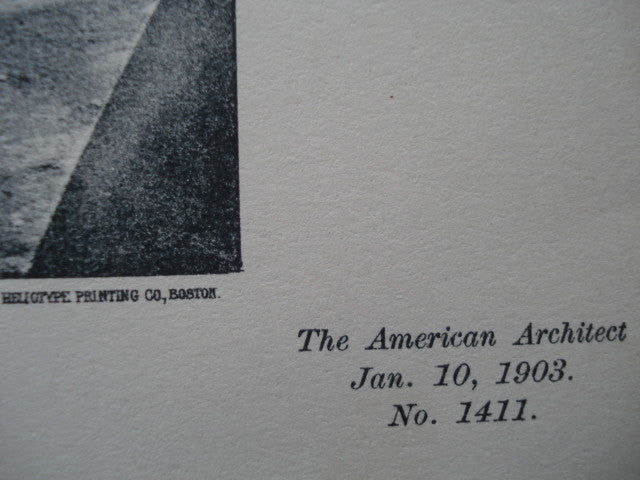 HELIOTYPE PRINTING CO., BOSTON.
The American Architect
Jan. 10, 1903.
No. 1411.